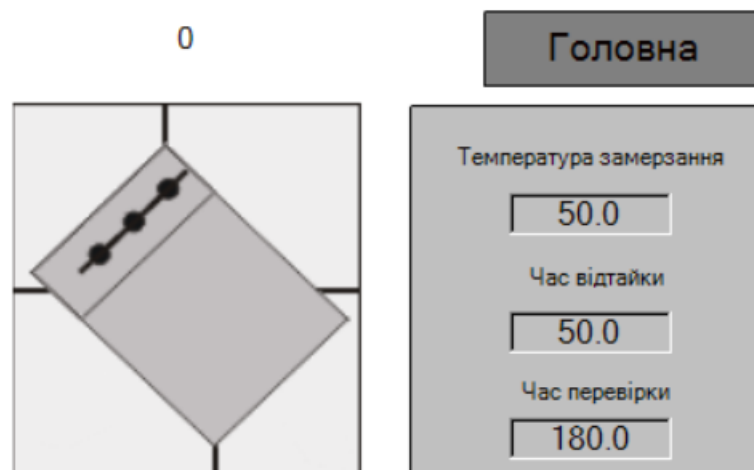 0
Головна
Температура замерзання
50.0
Час відтайки
50.0
Час перевірки
180.0